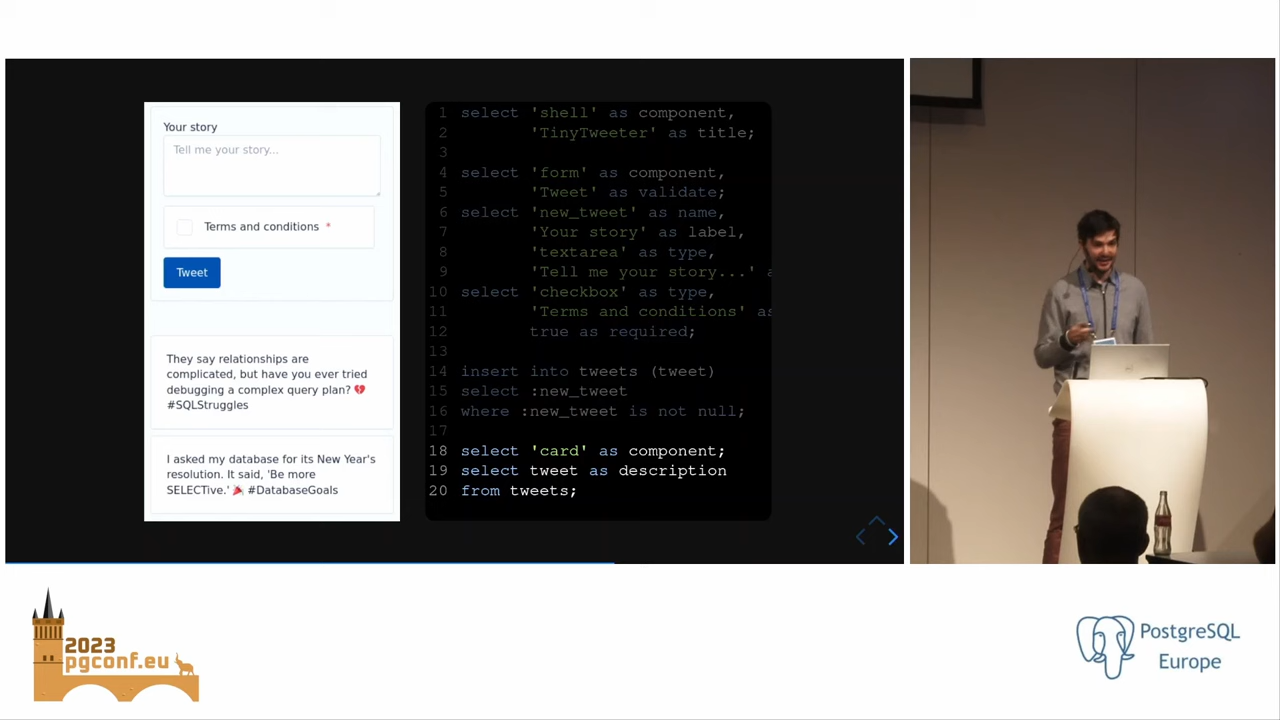 Your story
Tell me your story...
Terms and conditions *
Tweet
They say relationships are
complicated, but have you ever tried
debugging a complex query plan? 💔
#SQLStruggles
I asked my database for its New Year's
resolution. It said, 'Be more
SELECTive.' 🎉 #DatabaseGoals
1 select 'shell' as component,
2 'TinyTweeter' as title;
3
4 select 'form' as component,
5 'Tweet' as validate;
6 select 'new_tweet' as name,
7 'Your story' as label,
8 'textarea' as type,
9 'Tell me your story...' a
10 select 'checkbox' as type,
11 'Terms and conditions' as
12 true as required;
13
14 insert into tweets (tweet)
15 select :new_tweet
16 where :new_tweet is not null;
17
18 select 'card' as component;
19 select tweet as description
20 from tweets;
2023
pgconf.eu
PostgreSQL
Europe